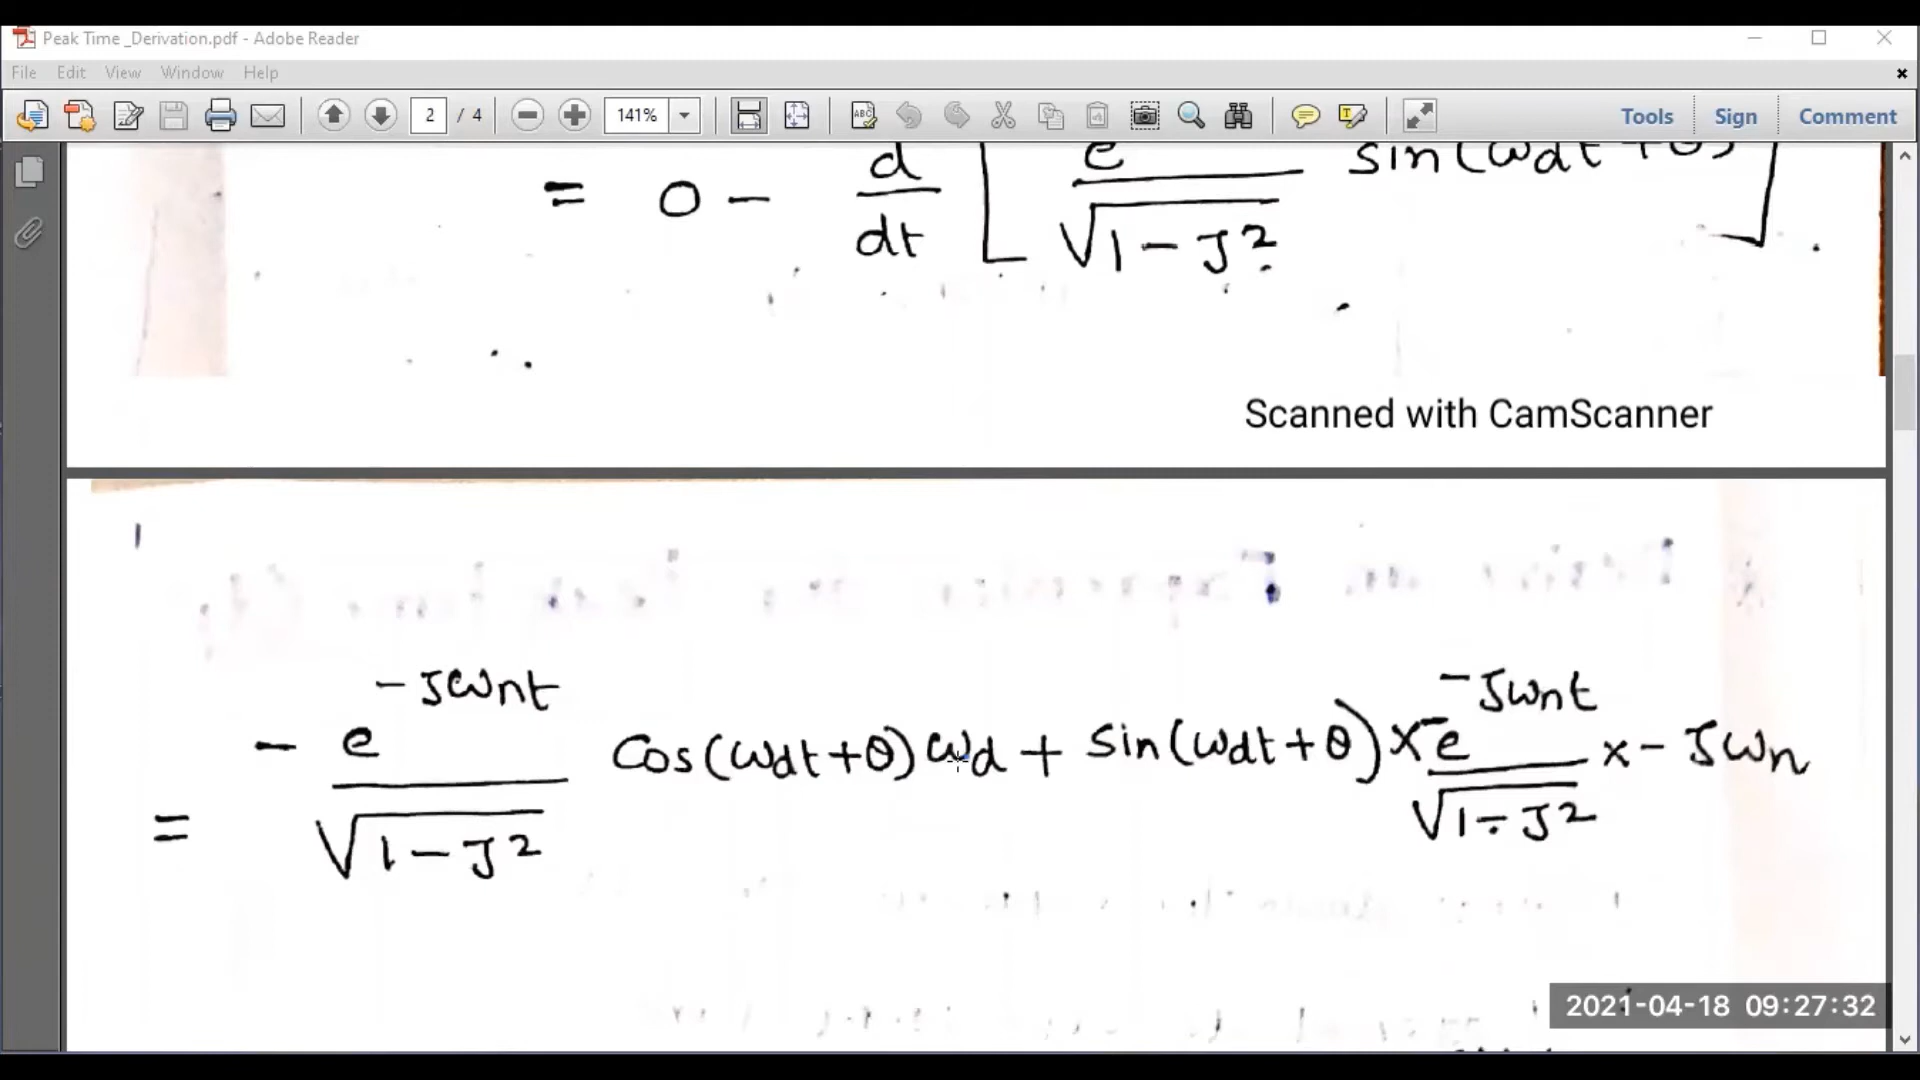 Peak Time _Derivation.pdf - Adobe Reader
File Edit View Window Help
2 / 4 141% Tools Sign Comment
= 0 - d/dt [ e/√1-ζ² sin(ωdt+θ) ]
Scanned with CamScanner
= - e^-ζωnt/√1-ζ² cos(ωdt+θ)ωd + sin(ωdt+θ) x -e^-ζωnt/√1-ζ² x - ζωn
2021-04-18 09:27:32